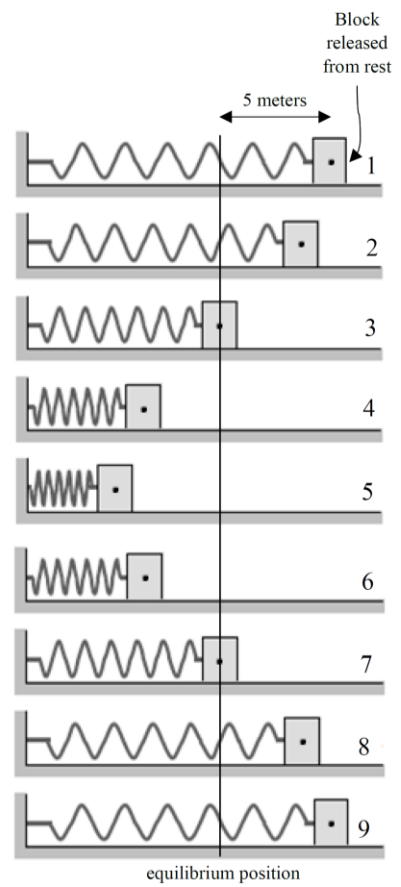 Block
released
from rest
5 meters
1
2
3
4
5
6
7
8
9
equilibrium position